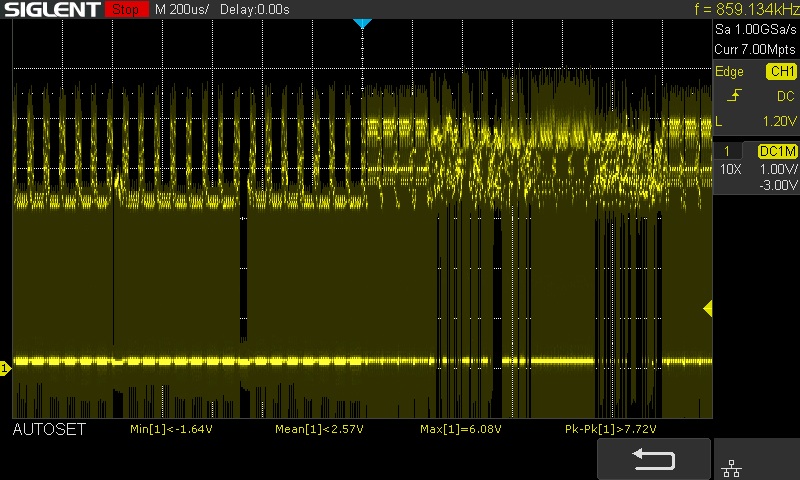 SIGLENT Stop M 200us/ Delay:0.00s f = 859.134kHz
Sa 1.00GSa/s
Curr 7.00Mpts
Edge CH1
DC
L 1.20V
1 DC1M
10X 1.00V/
-3.00V
1
AUTOSET Min[1]<-1.64V Mean[1]<2.57V Max[1]=6.08V Pk-Pk[1]>7.72V